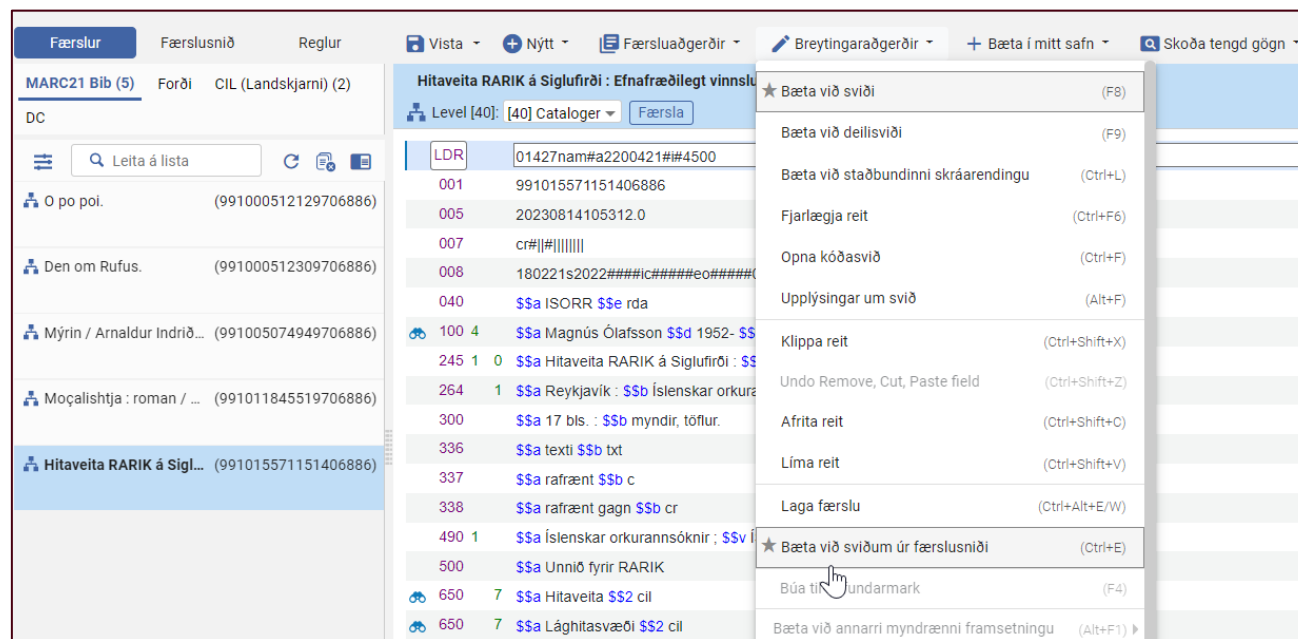 Færslur Færslusnið Reglur
Vista Nýtt Færsluaðgerðir Breytingaraðgerðir Bæta í mitt safn Skoða tengd gögn
MARC21 Bib (5) Forði CIL (Landskjarni) (2)
DC
Leita á lista
O po poi. (991000512129706886)
Den om Rufus. (991000512309706886)
Mýrin / Arnaldur Indrið... (991005074949706886)
Moçalishtja : roman / ... (991011845519706886)
Hitaveita RARIK á Sigl... (991015571151406886)
Hitaveita RARIK á Siglufirði : Efnafræðilegt vinnslu
Level [40]: [40] Cataloger Færsla
LDR 01427nam#a2200421#i#4500
001 991015571151406886
005 20230814105312.0
007 cr#||#||||||||
008 180221s2022####ic#####eo#####
040 $$a ISORR $$e rda
100 4 $$a Magnús Ólafsson $$d 1952- $$
245 1 0 $$a Hitaveita RARIK á Siglufirði : $$
264 1 $$a Reykjavík : $$b Íslenskar orkura
300 $$a 17 bls. : $$b myndir, töflur.
336 $$a texti $$b txt
337 $$a rafrænt $$b c
338 $$a rafrænt gagn $$b cr
490 1 $$a Íslenskar orkurannsóknir ; $$v Í
500 $$a Unnið fyrir RARIK
650 7 $$a Hitaveita $$2 cil
650 7 $$a Lághitasvæði $$2 cil
Bæta við sviði (F8)
Bæta við deilisviði (F9)
Bæta við staðbundinni skráarendingu (Ctrl+L)
Fjarlægja reit (Ctrl+F6)
Opna kóðasvið (Ctrl+F)
Upplýsingar um svið (Alt+F)
Klippa reit (Ctrl+Shift+X)
Undo Remove, Cut, Paste field (Ctrl+Shift+Z)
Afrita reit (Ctrl+Shift+C)
Líma reit (Ctrl+Shift+V)
Laga færslu (Ctrl+Alt+E/W)
Bæta við sviðum úr færslusniði (Ctrl+E)
Búa (F4)
Bæta við annarri myndrænni framsetningu (Alt+F1)